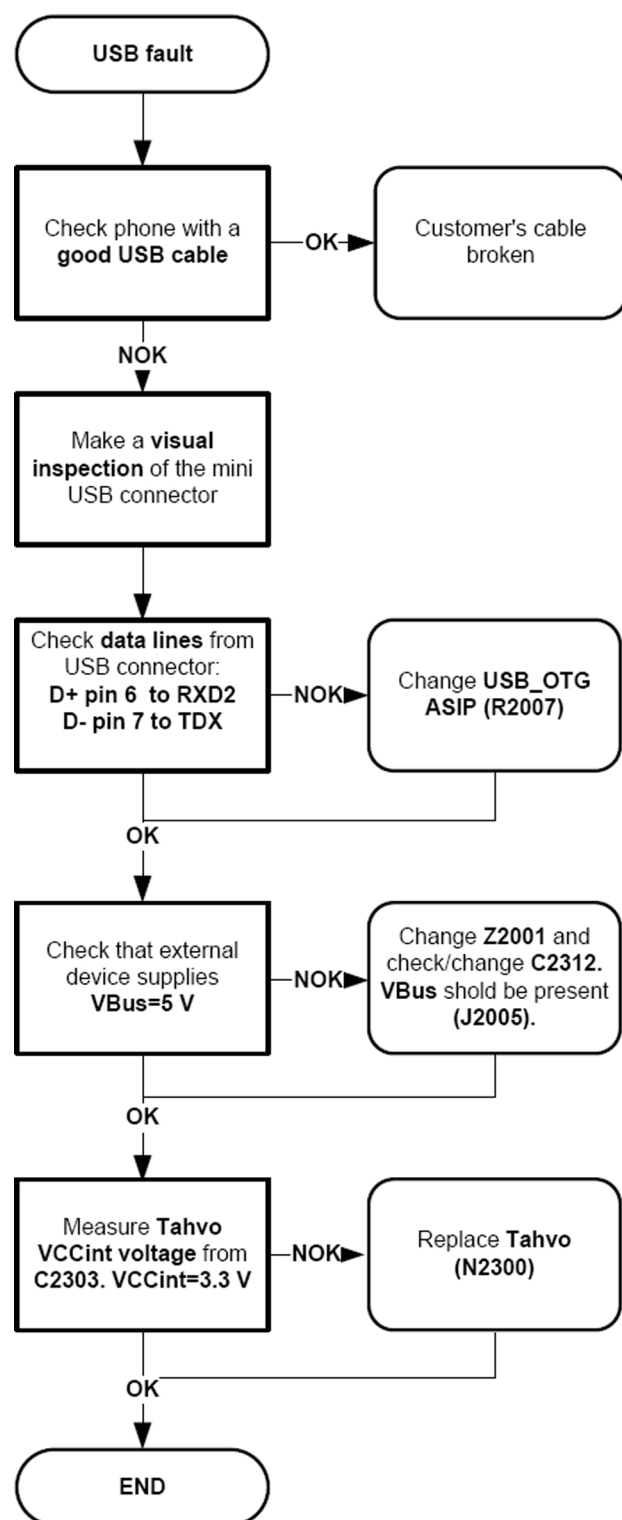 USB fault
Check phone with a
good USB cable
OK
Customer's cable
broken
NOK
Make a visual
inspection of the mini
USB connector
Check data lines from
USB connector:
D+ pin 6 to RXD2
D- pin 7 to TDX
NOK
Change USB_OTG
ASIP (R2007)
OK
Check that external
device supplies
VBus=5 V
NOK
Change Z2001 and
check/change C2312.
VBus shold be present
(J2005).
OK
Measure Tahvo
VCCint voltage from
C2303. VCCint=3.3 V
NOK
Replace Tahvo
(N2300)
OK
END